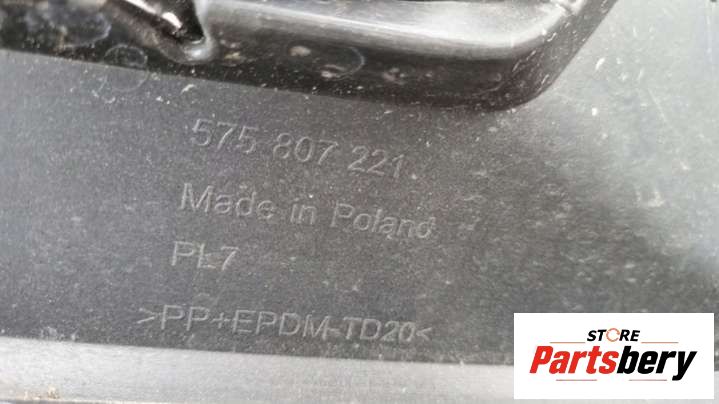 575 807 221
Made in Poland
PL7
>PP+EPDM-TD20<
STORE
Partsbery